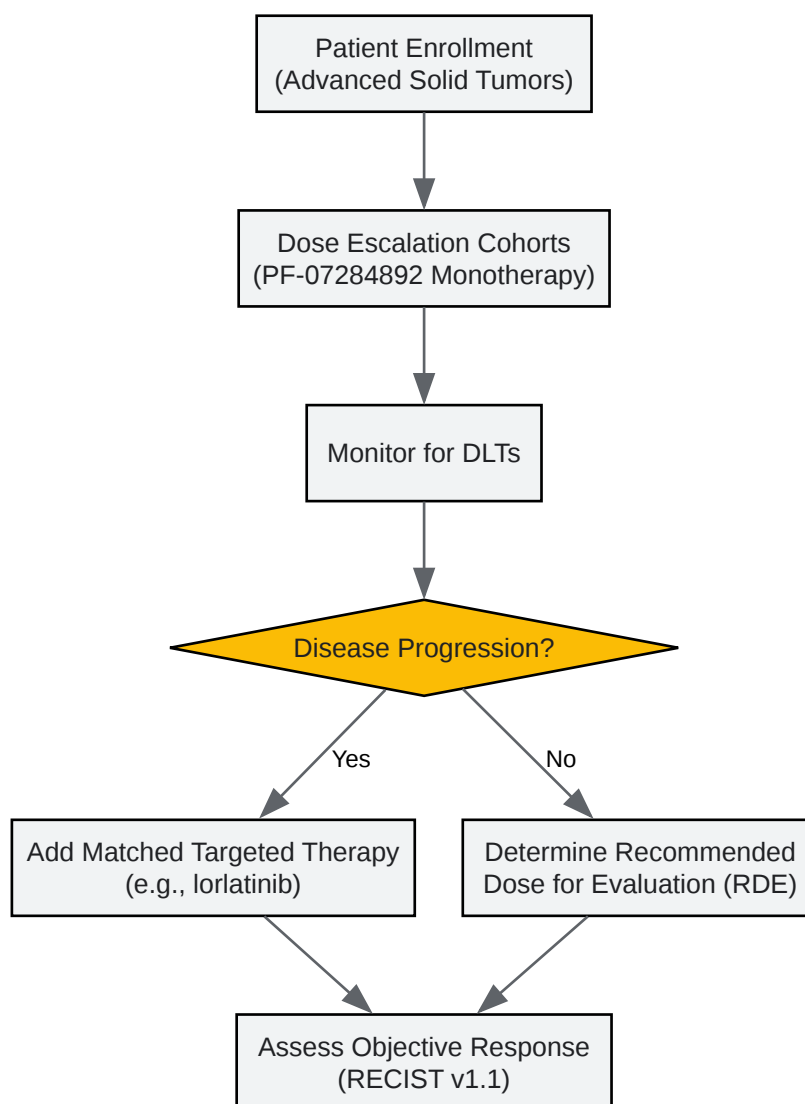 Patient Enrollment
(Advanced Solid Tumors)
Dose Escalation Cohorts
(PF-07284892 Monotherapy)
Monitor for DLTs
Disease Progression?
Yes
No
Add Matched Targeted Therapy
(e.g., lorlatinib)
Determine Recommended
Dose for Evaluation (RDE)
Assess Objective Response
(RECIST v1.1)